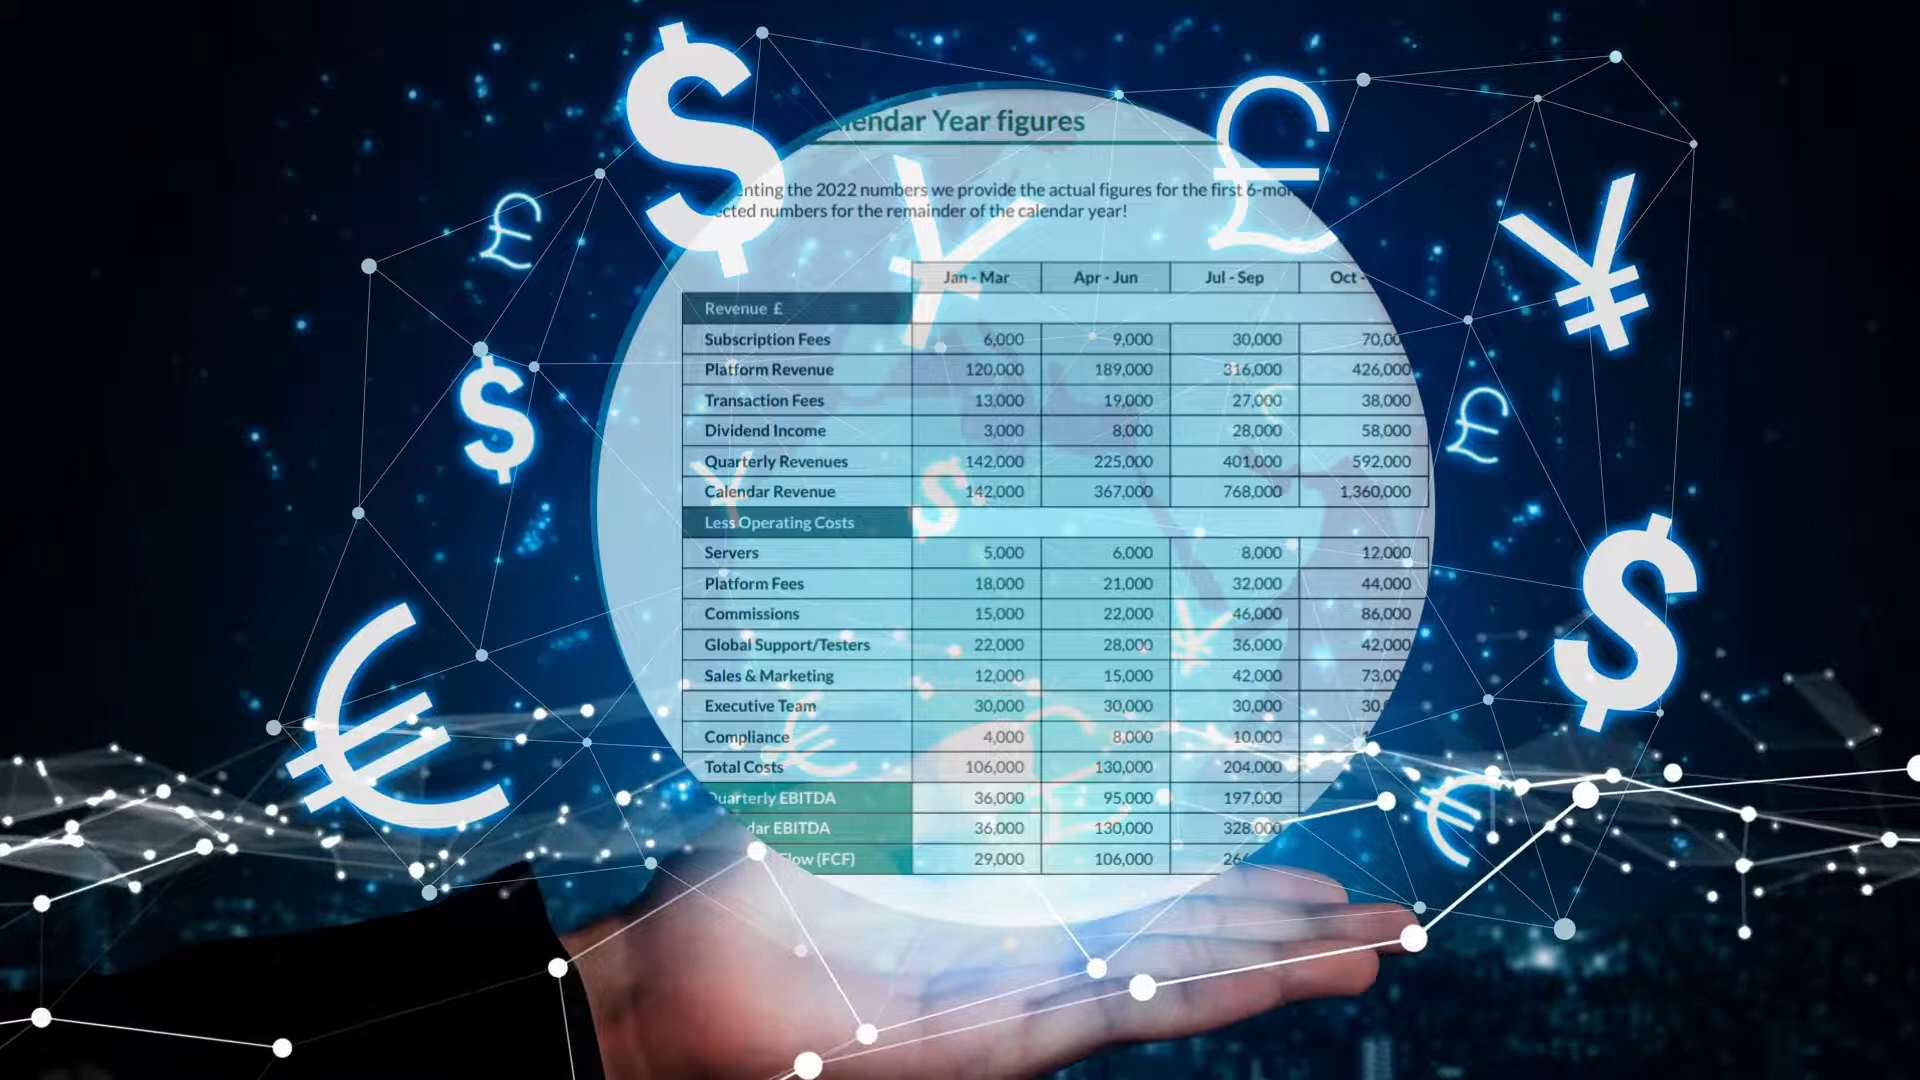 Year figures
the 2022 numbers we provide the actual figures for the first
numbers for the remainder of the calendar year!
Jan - Mar Apr - Jun Jul - Sep Oct -
Revenue £
Subscription Fees 6,000 9,000 30,000
Platform Revenue 120,000 189,000 316,000 426,000
Transaction Fees 13,000 19,000 27,000 38,000
Dividend Income 3,000 8,000 28,000 58,000
Quarterly Revenues 142,000 225,000 401,000 592,000
Calendar Revenue 142,000 367,000 768,000 1,360,000
Less Operating Costs
Servers 5,000 6,000 8,000 12,000
Platform Fees 18,000 21,000 32,000 44,000
Commissions 15,000 22,000 46,000 86,000
Global Support/Testers 22,000 28,000 36,000 42,000
Sales & Marketing 12,000 15,000 42,000
Executive Team 30,000 30,000 30,000
Compliance 4,000 8,000 10,000
Total Costs 106,000 130,000 204,000
Quarterly EBITDA 36,000 95,000 197,000
EBITDA 36,000 130,000 328,000
Flow (FCF) 29,000 106,000